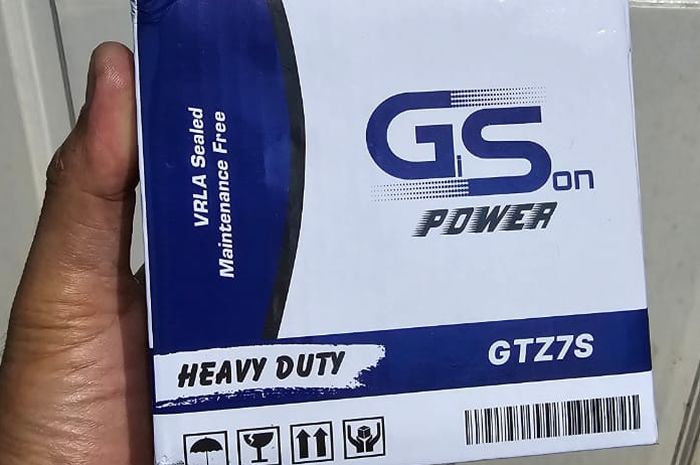 VRLA Sealed
Maintenance Free
GiSon
POWER
GTZ7S
HEAVY DUTY